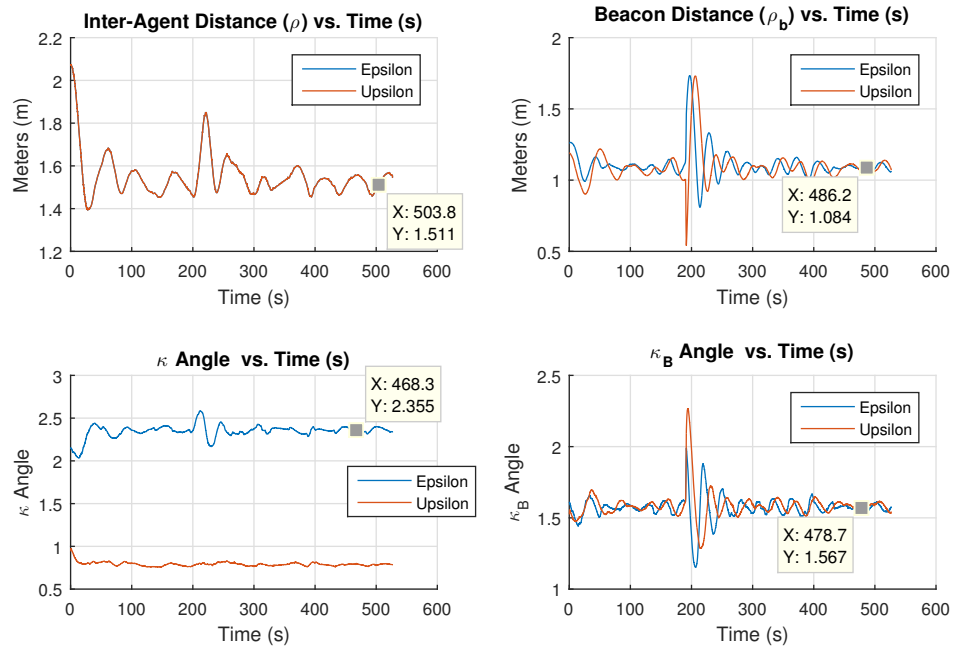 Inter-Agent Distance (ρ) vs. Time (s)
2.2
2
1.8
1.6
1.4
1.2
Meters (m)
Epsilon
Upsilon
X: 503.8
Y: 1.511
0 100 200 300 400 500 600
Time (s)
Beacon Distance (ρb) vs. Time (s)
2
1.5
1
0.5
Meters (m)
Epsilon
Upsilon
X: 486.2
Y: 1.084
0 100 200 300 400 500 600
Time (s)
κ Angle vs. Time (s)
3
2.5
2
1.5
1
0.5
κ Angle
X: 468.3
Y: 2.355
Epsilon
Upsilon
0 100 200 300 400 500 600
Time (s)
κB Angle vs. Time (s)
2.5
2
1.5
1
κB Angle
Epsilon
Upsilon
X: 478.7
Y: 1.567
0 100 200 300 400 500 600
Time (s)